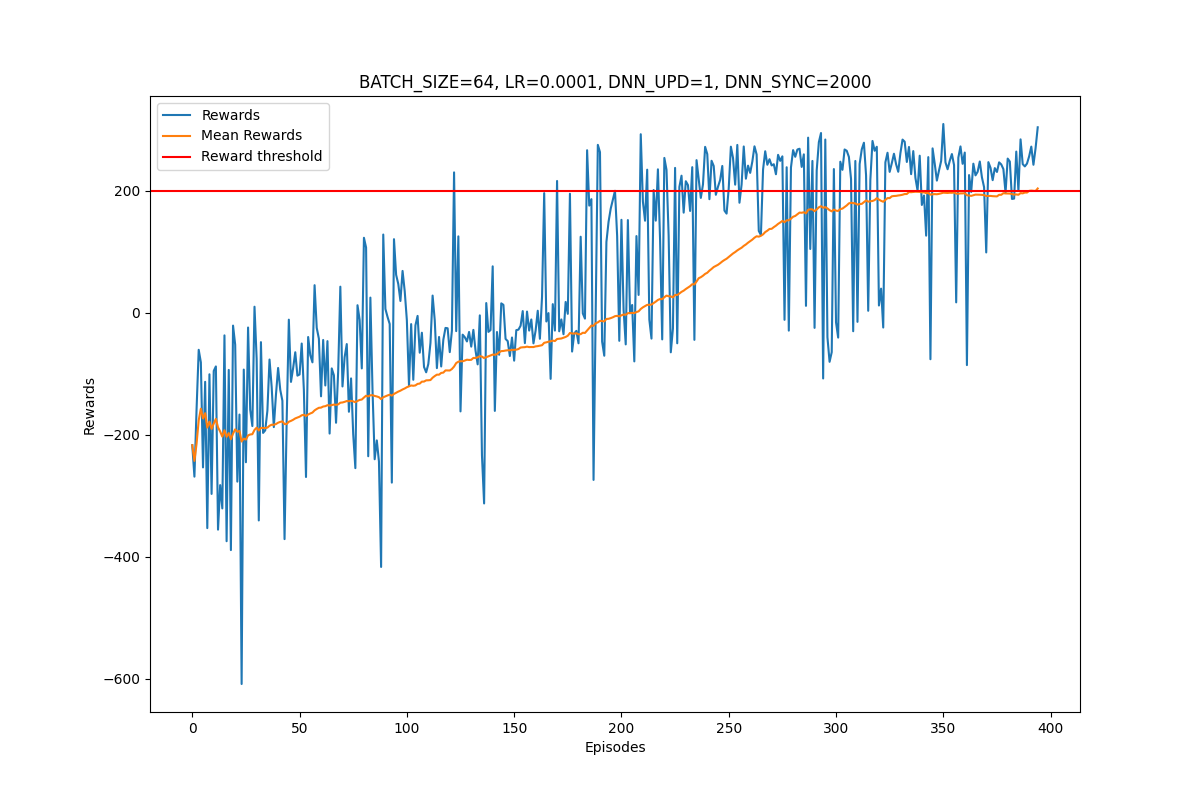 BATCH_SIZE=64, LR=0.0001, DNN_UPD=1, DNN_SYNC=2000
Rewards
Mean Rewards
Reward threshold
200
0
−200
−400
−600
Rewards
0 50 100 150 200 250 300 350 400
Episodes